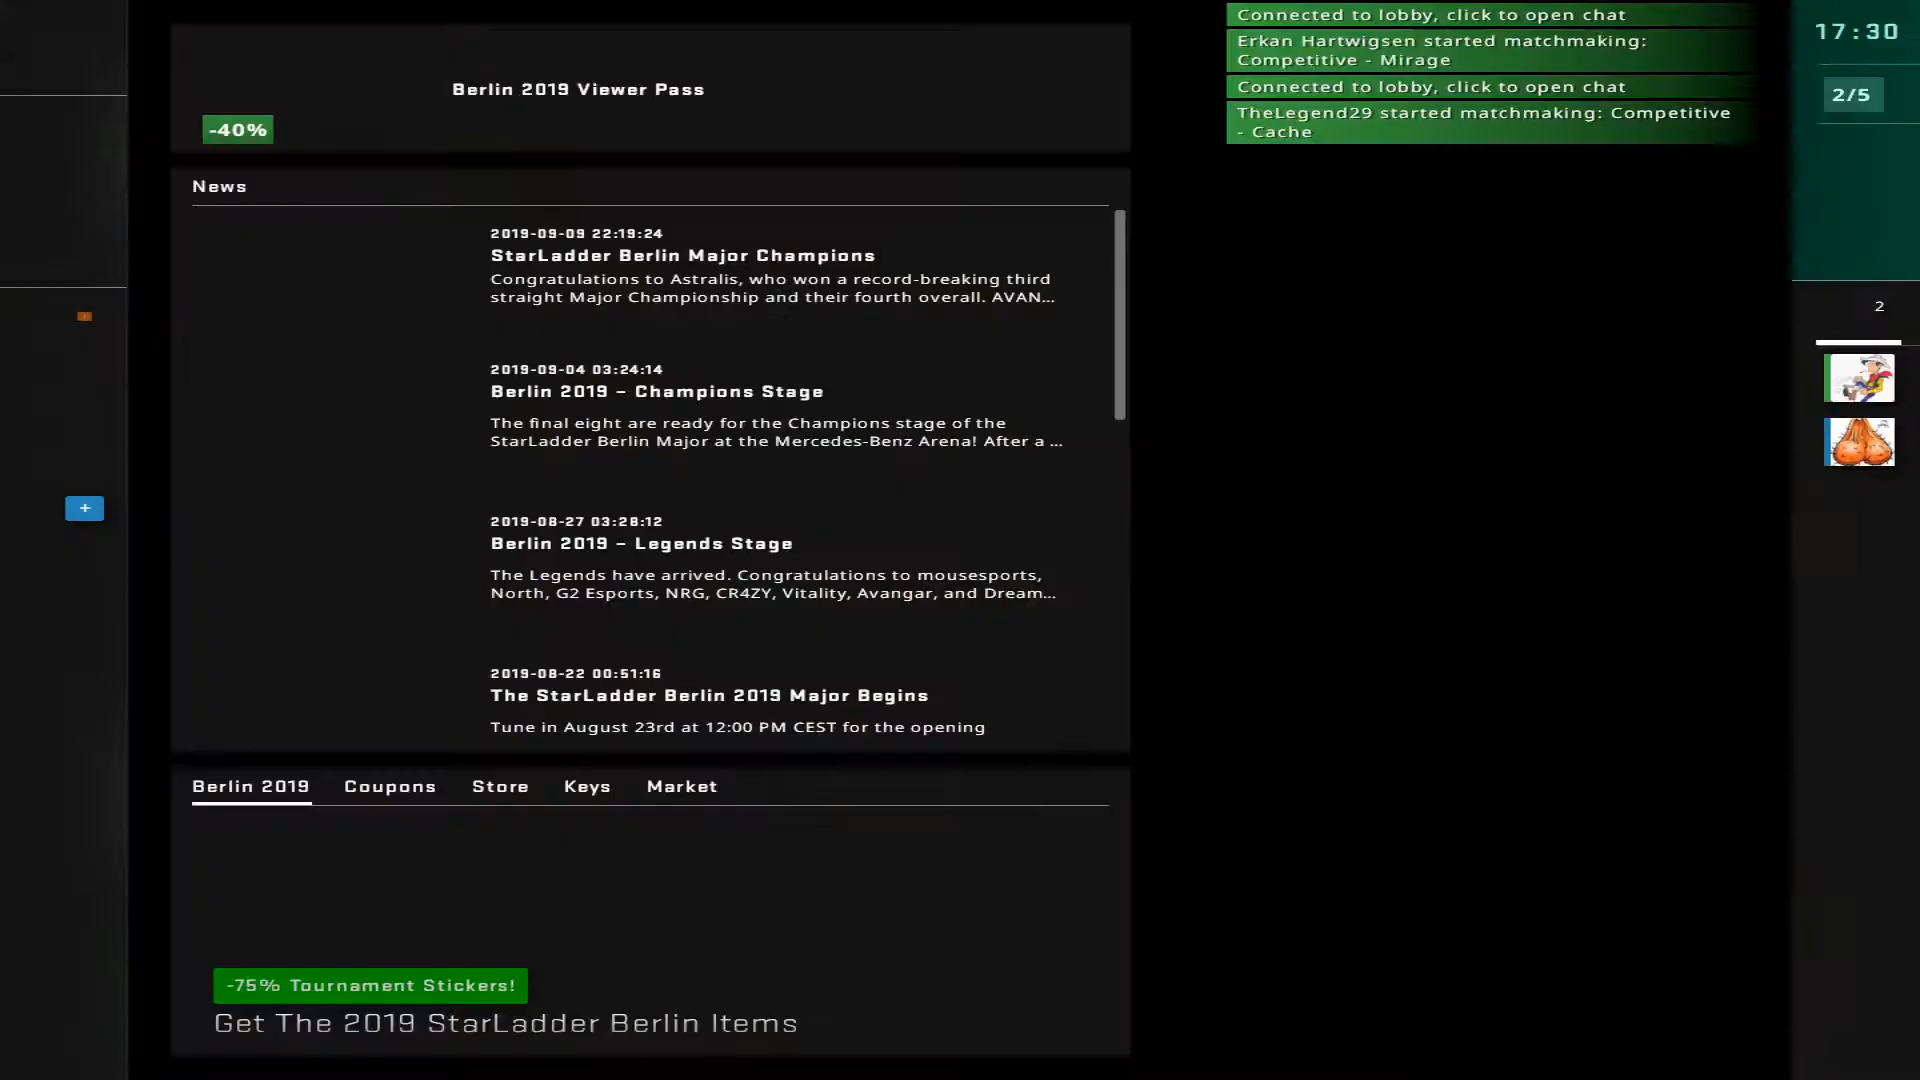 Berlin 2019 Viewer Pass
-40%
News
2019-09-09 22:19:24
StarLadder Berlin Major Champions
Congratulations to Astralis, who won a record-breaking third
straight Major Championship and their fourth overall. AVAN...
2019-09-04 03:24:14
Berlin 2019 – Champions Stage
The final eight are ready for the Champions stage of the
StarLadder Berlin Major at the Mercedes-Benz Arena! After a ...
2019-08-27 03:28:12
Berlin 2019 – Legends Stage
The Legends have arrived. Congratulations to mousesports,
North, G2 Esports, NRG, CR4ZY, Vitality, Avangar, and Dream...
2019-08-22 00:51:16
The StarLadder Berlin 2019 Major Begins
Tune in August 23rd at 12:00 PM CEST for the opening
Berlin 2019 Coupons Store Keys Market
-75% Tournament Stickers!
Get The 2019 StarLadder Berlin Items
+
Connected to lobby, click to open chat
Erkan Hartwigsen started matchmaking:
Competitive - Mirage
Connected to lobby, click to open chat
TheLegend29 started matchmaking: Competitive
- Cache
17:30
2/5
2